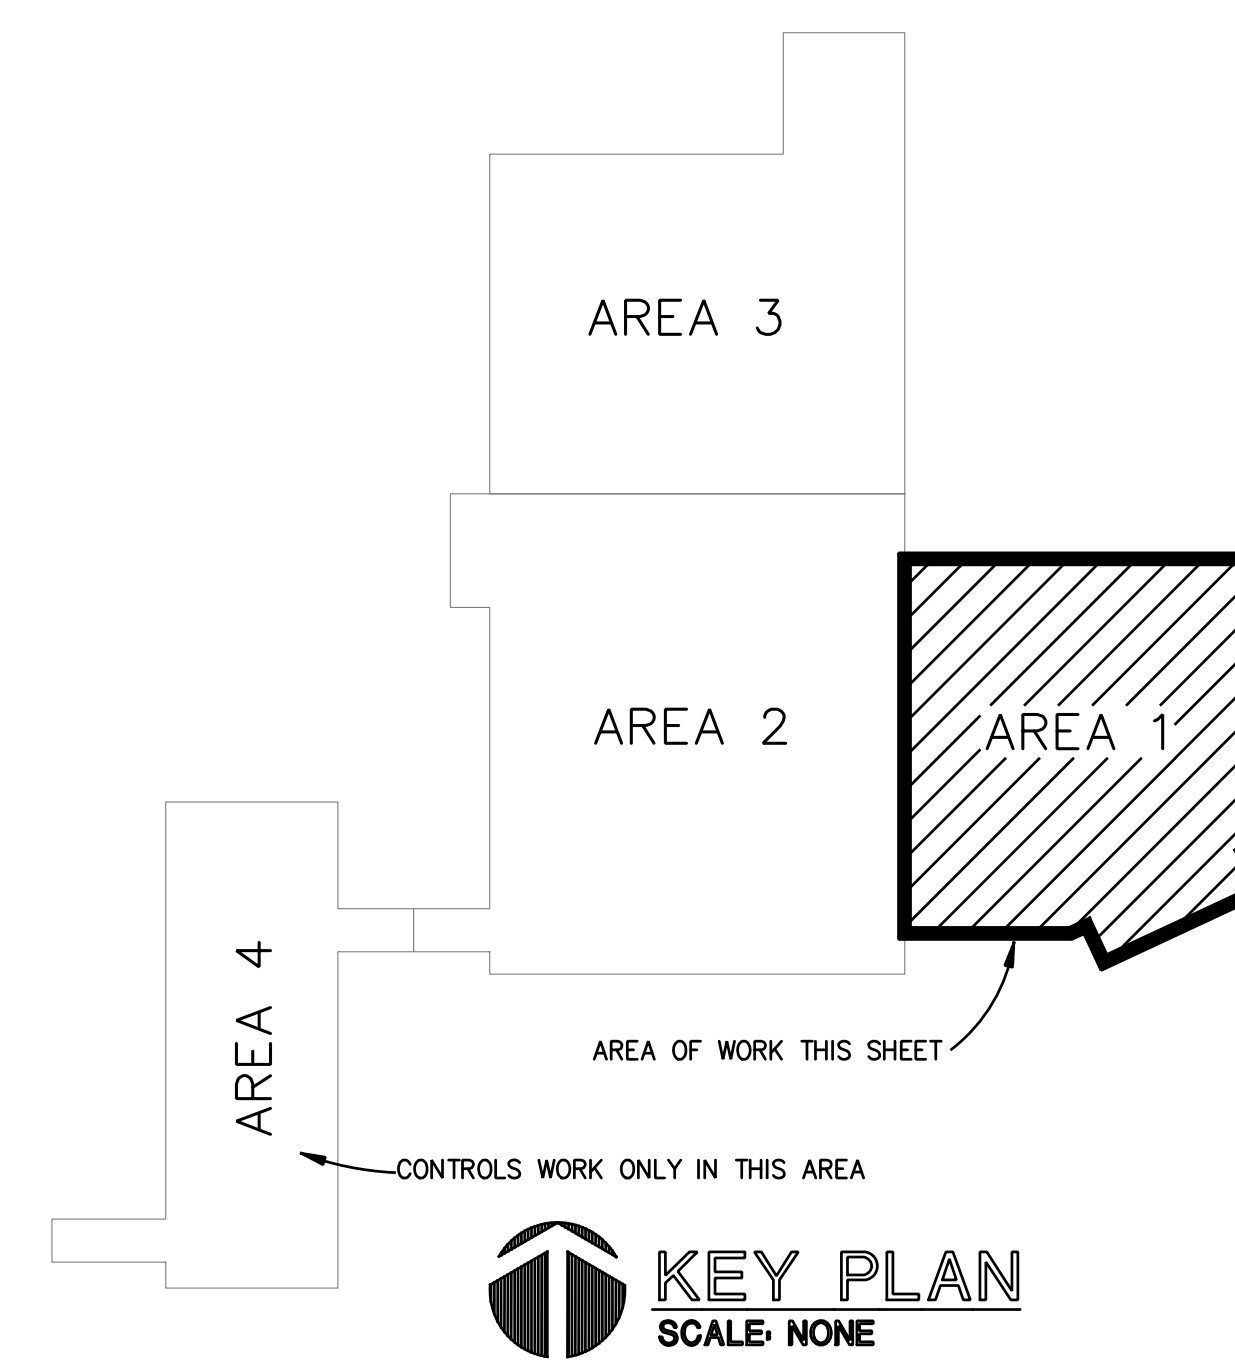 AREA 3
AREA 2
AREA 1
AREA 4
AREA OF WORK THIS SHEET
CONTROLS WORK ONLY IN THIS AREA
KEY PLAN
SCALE: NONE